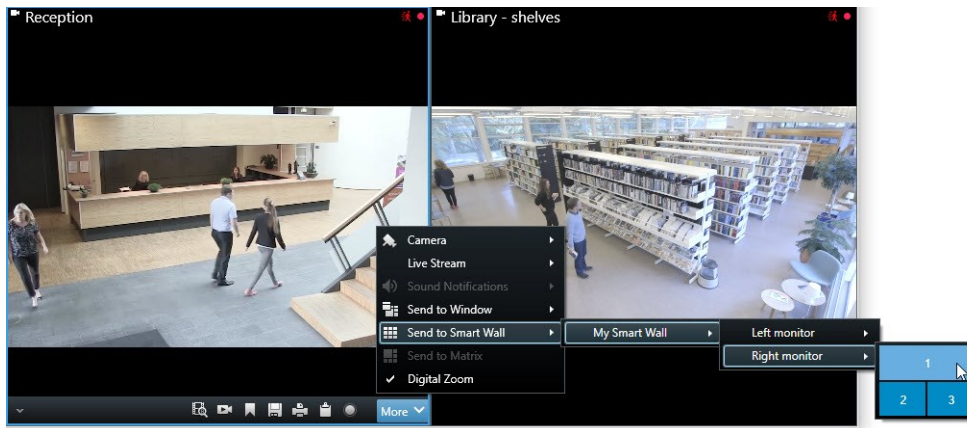 Reception
Library - shelves
Camera
Live Stream
Sound Notifications
Send to Window
Send to Smart Wall
My Smart Wall
Left monitor
Send to Matrix
Right monitor
1
Digital Zoom
2
3
More